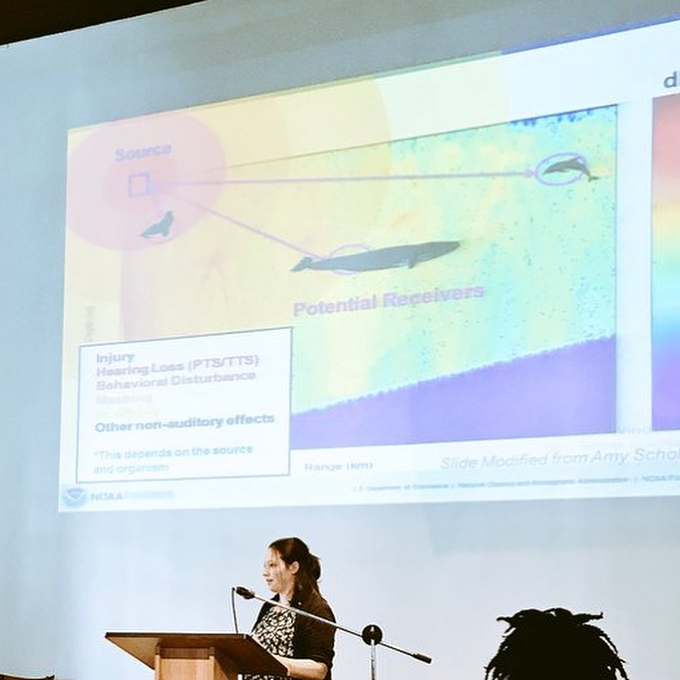 d
Source
Potential Receivers
Injury
Hearing Loss (PTS/TTS)
Behavioral Disturbance
Masking
Other non-auditory effects
*This depends on the source
and organism
Range (km)
Slide Modified from Amy Schol
NOAA FISHERIES
U.S. Department of Commerce | National Oceanic and Atmospheric Administration | NOAA Fis